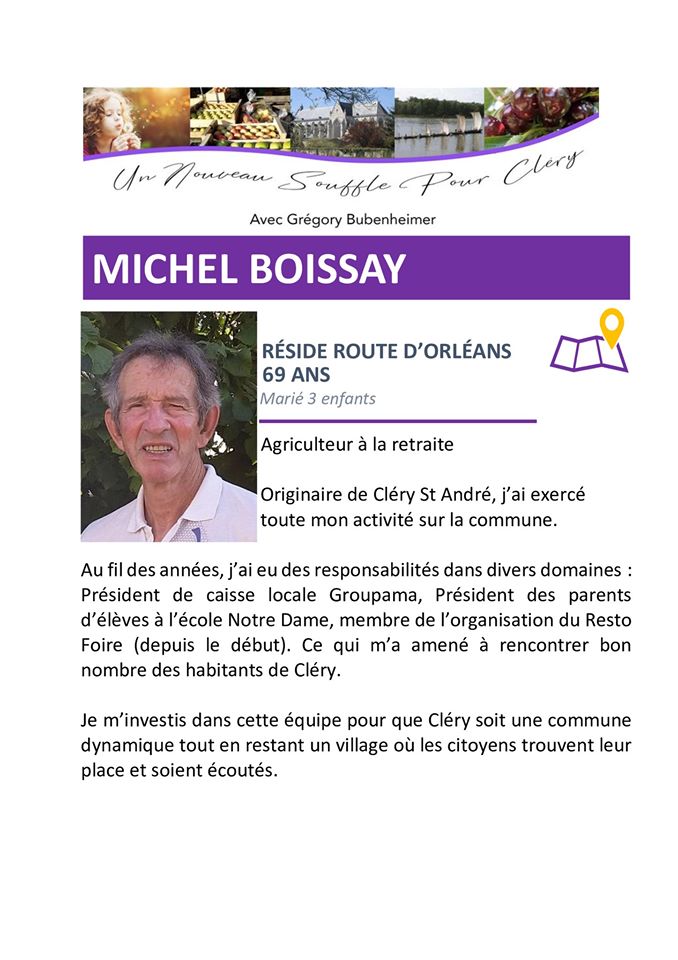 Un Nouveau Souffle Pour Cléry
Avec Grégory Bubenheimer
MICHEL BOISSAY
RÉSIDE ROUTE D’ORLÉANS
69 ANS
Marié 3 enfants
Agriculteur à la retraite
Originaire de Cléry St André, j’ai exercé
toute mon activité sur la commune.
Au fil des années, j’ai eu des responsabilités dans divers domaines :
Président de caisse locale Groupama, Président des parents
d’élèves à l’école Notre Dame, membre de l’organisation du Resto
Foire (depuis le début). Ce qui m’a amené à rencontrer bon
nombre des habitants de Cléry.
Je m’investis dans cette équipe pour que Cléry soit une commune
dynamique tout en restant un village où les citoyens trouvent leur
place et soient écoutés.